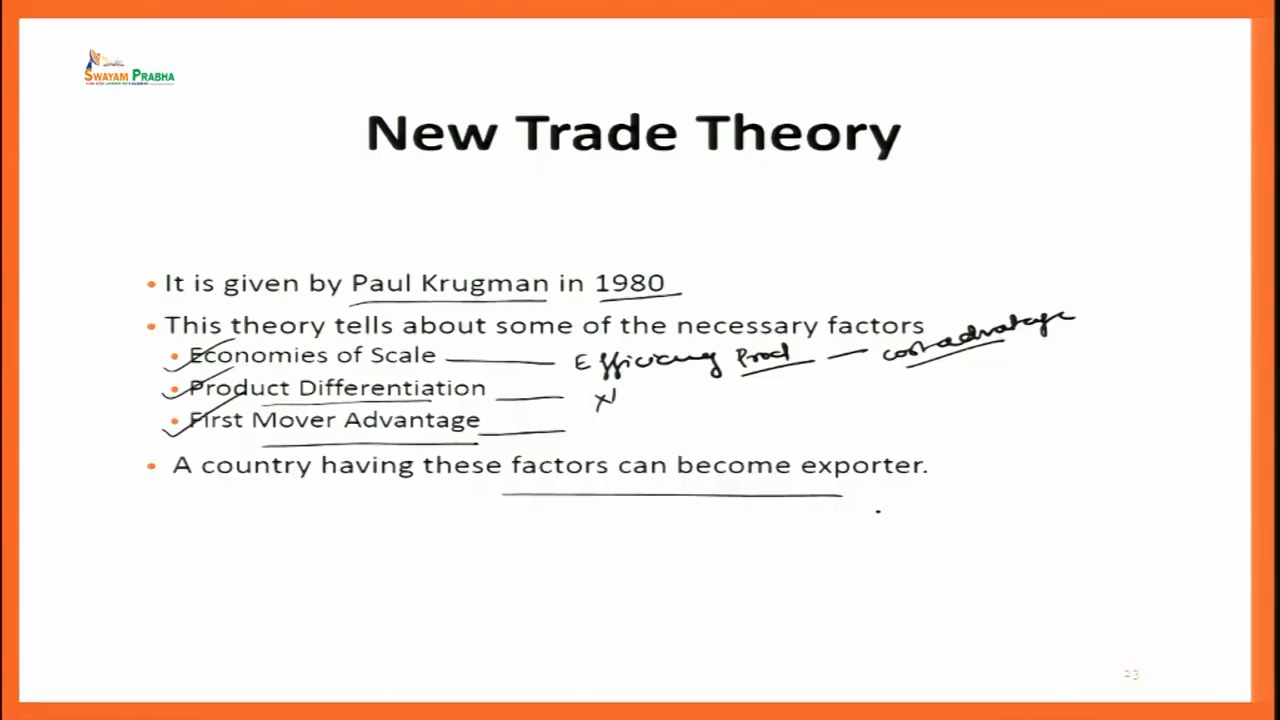 SWAYAM PRABHA
New Trade Theory
• It is given by Paul Krugman in 1980
• This theory tells about some of the necessary factors
• Economies of Scale Efficiency Prod — cost advantage
• Product Differentiation
• First Mover Advantage
• A country having these factors can become exporter.
23